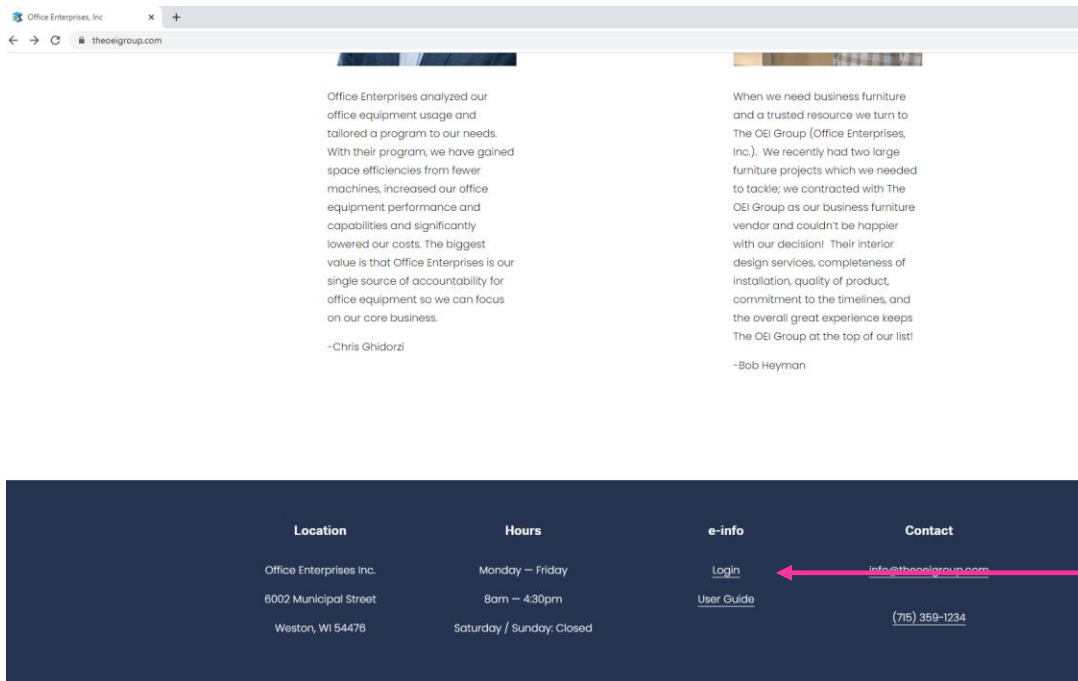 Office Enterprises, Inc
theoeigroup.com
Office Enterprises analyzed our
office equipment usage and
tailored a program to our needs.
With their program, we have gained
space efficiencies from fewer
machines, increased our office
equipment performance and
capabilities and significantly
lowered our costs. The biggest
value is that Office Enterprises is our
single source of accountability for
office equipment so we can focus
on our core business.
-Chris Ghidorzi
When we need business furniture
and a trusted resource we turn to
The OEI Group (Office Enterprises,
Inc.). We recently had two large
furniture projects which we needed
to tackle; we contracted with The
OEI Group as our business furniture
vendor and couldn't be happier
with our decision! Their interior
design services, completeness of
installation, quality of product,
commitment to the timelines, and
the overall great experience keeps
The OEI Group at the top of our list!
-Bob Heyman
Location
Office Enterprises Inc.
6002 Municipal Street
Weston, WI 54476
Hours
Monday — Friday
8am — 4:30pm
Saturday / Sunday: Closed
e-info
Login
User Guide
Contact
info@theoeigroup.com
(715) 359-1234